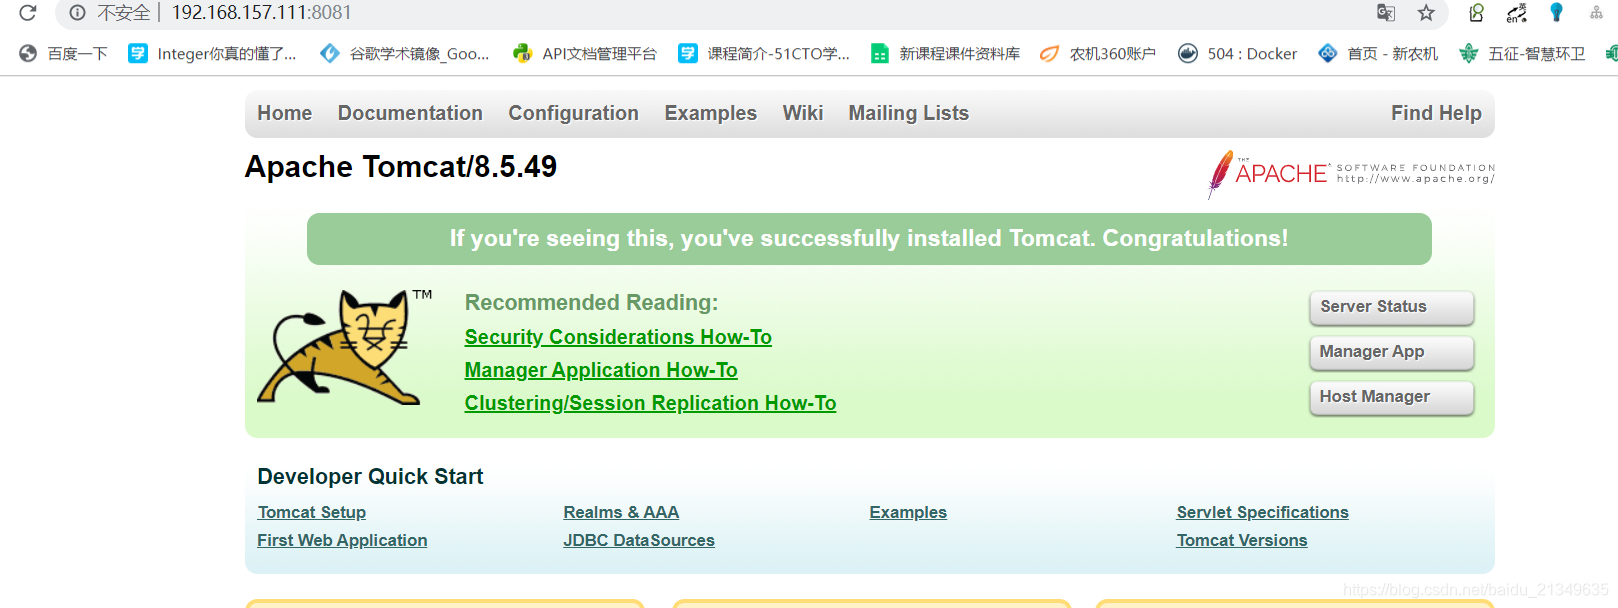 不安全 | 192.168.157.111:8081
百度一下 Integer你真的懂了... 谷歌学术镜像_Goo... API文档管理平台 课程简介-51CTO学... 新课程课件资料库 农机360账户 504 : Docker 首页 - 新农机 五征-智慧环卫
Home Documentation Configuration Examples Wiki Mailing Lists Find Help
Apache Tomcat/8.5.49
THE APACHE SOFTWARE FOUNDATION
http://www.apache.org/
If you're seeing this, you've successfully installed Tomcat. Congratulations!
TM
Recommended Reading:
Security Considerations How-To
Manager Application How-To
Clustering/Session Replication How-To
Server Status
Manager App
Host Manager
Developer Quick Start
Tomcat Setup Realms & AAA Examples Servlet Specifications
First Web Application JDBC DataSources Tomcat Versions
https://blog.csdn.net/baidu_21349635